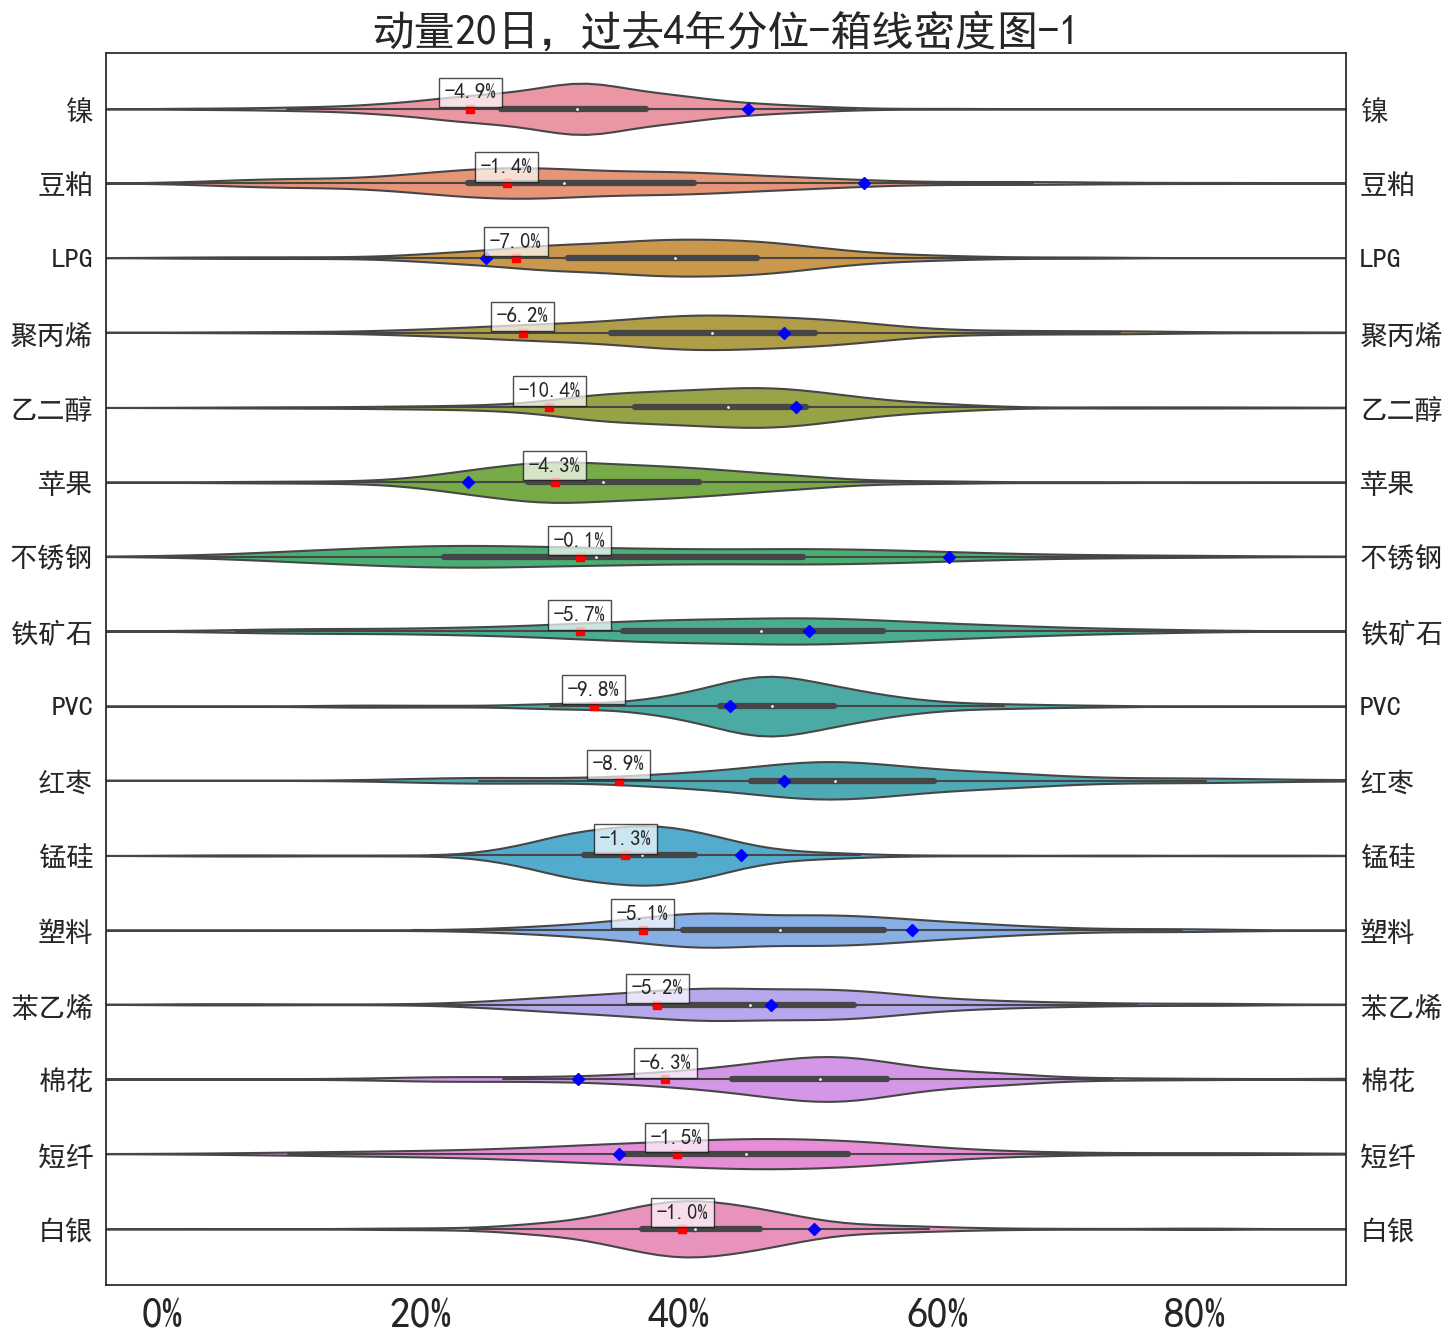 动量20日，过去4年分位-箱线密度图-1
镍 -4.9% 镍
豆粕 -1.4% 豆粕
LPG -7.0% LPG
聚丙烯 -6.2% 聚丙烯
乙二醇 -10.4% 乙二醇
苹果 -4.3% 苹果
不锈钢 -0.1% 不锈钢
铁矿石 -5.7% 铁矿石
PVC -9.8% PVC
红枣 -8.9% 红枣
锰硅 -1.3% 锰硅
塑料 -5.1% 塑料
苯乙烯 -5.2% 苯乙烯
棉花 -6.3% 棉花
短纤 -1.5% 短纤
白银 -1.0% 白银
0% 20% 40% 60% 80%